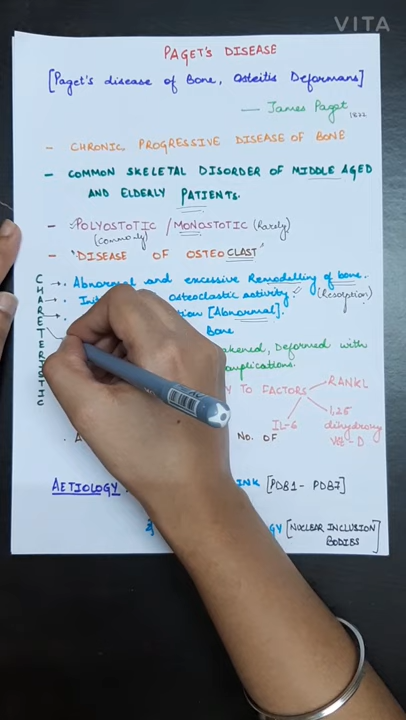 VITA
PAGET'S DISEASE
[Paget's disease of Bone, Osteitis Deformans]
— James Paget 1877
- CHRONIC, PROGRESSIVE DISEASE OF BONE
- COMMON SKELETAL DISORDER OF MIDDLE AGED
AND ELDERLY PATIENTS.
- POLYOSTOTIC / MONOSTOTIC (Rarely)
(commonly)
- 'DISEASE OF OSTEOCLAST'
CHARETERISTIC
Abnormal and excessive Remodelling of bone.
osteoclastic activity (Resorption)
[Abnormal].
Bone
Deformed with
complications.
TO FACTORS
RANKL
IL-6
1,25
dihydroxy
Vit-D
NO. OF
AETIOLOGY
LINK [PDB1- PDB7]
[NUCLEAR INCLUSION
BODIES